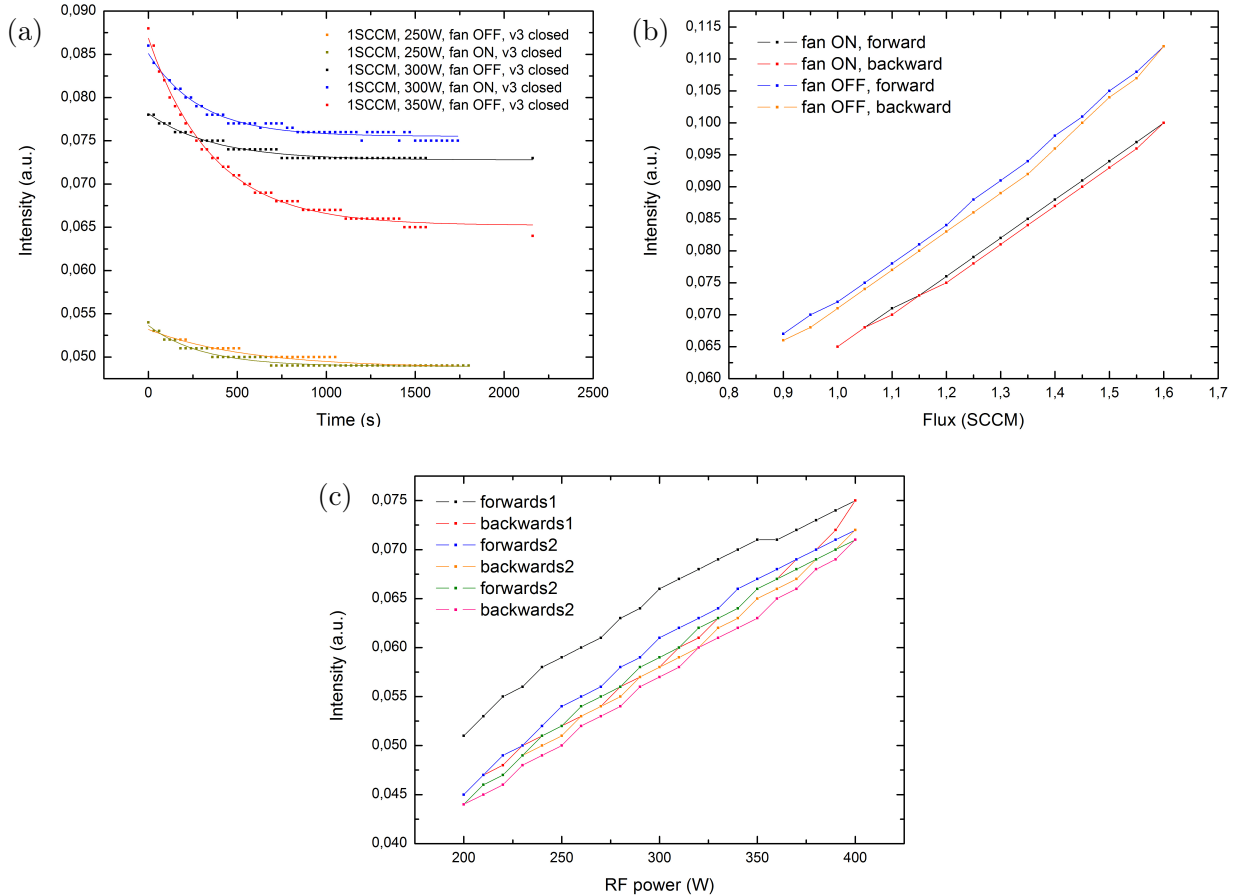 (a)
0,090
0,085
0,080
0,075
0,070
0,065
0,060
0,055
0,050
Intensity (a.u.)
1SCCM, 250W, fan OFF, v3 closed
1SCCM, 250W, fan ON, v3 closed
1SCCM, 300W, fan OFF, v3 closed
1SCCM, 300W, fan ON, v3 closed
1SCCM, 350W, fan OFF, v3 closed
0 500 1000 1500 2000 2500
Time (s)
(b)
0,115
0,110
0,105
0,100
0,095
0,090
0,085
0,080
0,075
0,070
0,065
0,060
Intensity (a.u.)
fan ON, forward
fan ON, backward
fan OFF, forward
fan OFF, backward
0,8 0,9 1,0 1,1 1,2 1,3 1,4 1,5 1,6 1,7
Flux (SCCM)
(c)
0,075
0,070
0,065
0,060
0,055
0,050
0,045
0,040
Intensity (a.u.)
forwards1
backwards1
forwards2
backwards2
forwards2
backwards2
200 250 300 350 400
RF power (W)